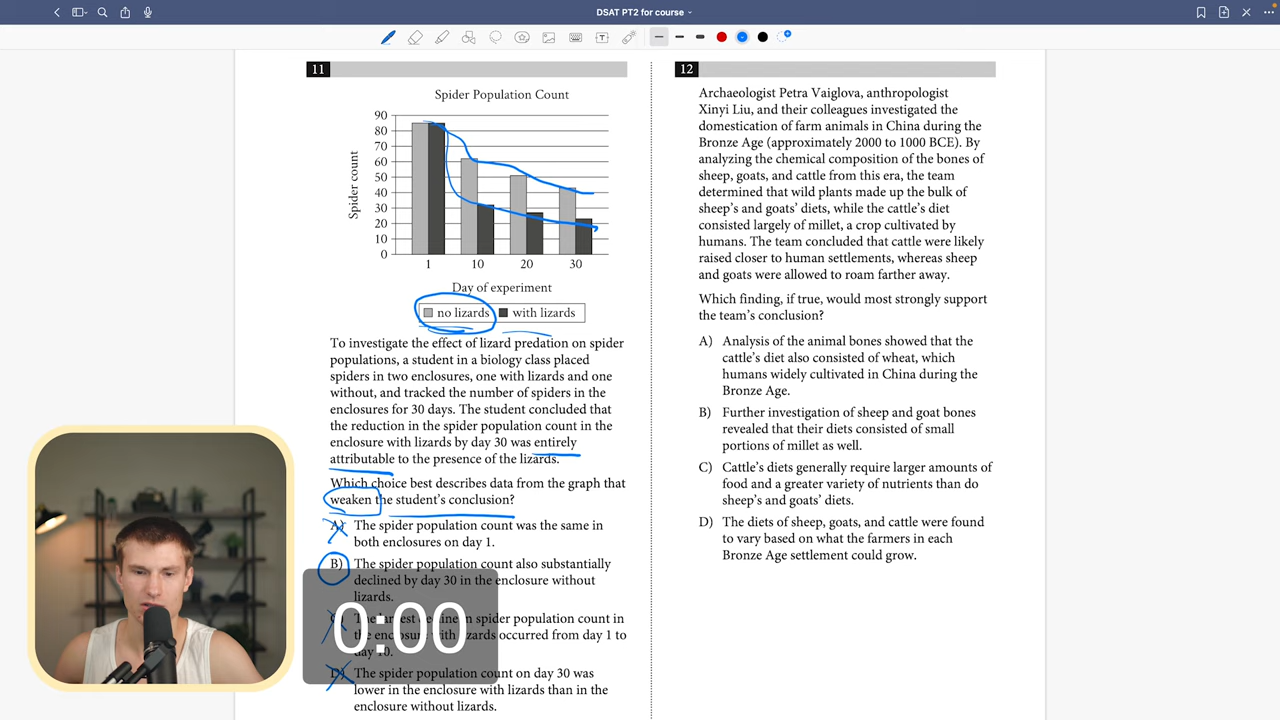 DSAT PT2 for course
11
Spider Population Count
90
80
70
60
50
40
30
20
10
0
Spider count
1 10 20 30
Day of experiment
no lizards with lizards
To investigate the effect of lizard predation on spider
populations, a student in a biology class placed
spiders in two enclosures, one with lizards and one
without, and tracked the number of spiders in the
enclosures for 30 days. The student concluded that
the reduction in the spider population count in the
enclosure with lizards by day 30 was entirely
attributable to the presence of the lizards.
Which choice best describes data from the graph that
weaken the student's conclusion?
A) The spider population count was the same in
both enclosures on day 1.
B) The spider population count also substantially
declined by day 30 in the enclosure without
lizards.
The largest decline in spider population count in
the enclosure with lizards occurred from day 1 to
day 10.
D) The spider population count on day 30 was
lower in the enclosure with lizards than in the
enclosure without lizards.
0:00
12
Archaeologist Petra Vaiglova, anthropologist
Xinyi Liu, and their colleagues investigated the
domestication of farm animals in China during the
Bronze Age (approximately 2000 to 1000 BCE). By
analyzing the chemical composition of the bones of
sheep, goats, and cattle from this era, the team
determined that wild plants made up the bulk of
sheep's and goats' diets, while the cattle's diet
consisted largely of millet, a crop cultivated by
humans. The team concluded that cattle were likely
raised closer to human settlements, whereas sheep
and goats were allowed to roam farther away.
Which finding, if true, would most strongly support
the team's conclusion?
A) Analysis of the animal bones showed that the
cattle's diet also consisted of wheat, which
humans widely cultivated in China during the
Bronze Age.
B) Further investigation of sheep and goat bones
revealed that their diets consisted of small
portions of millet as well.
C) Cattle's diets generally require larger amounts of
food and a greater variety of nutrients than do
sheep's and goats' diets.
D) The diets of sheep, goats, and cattle were found
to vary based on what the farmers in each
Bronze Age settlement could grow.